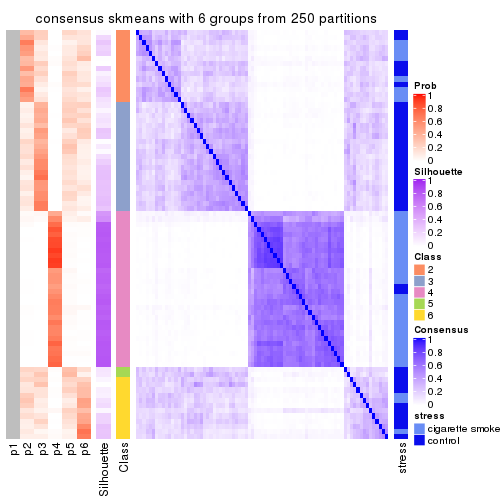 consensus skmeans with 6 groups from 250 partitions
Prob
1
0.8
0.6
0.4
0.2
0
Silhouette
1
0.8
0.6
0.4
0.2
0
Class
2
3
4
5
6
Consensus
1
0.8
0.6
0.4
0.2
0
stress
cigarette smoke
control
p1
p2
p3
p4
p5
p6
Silhouette
Class
stress